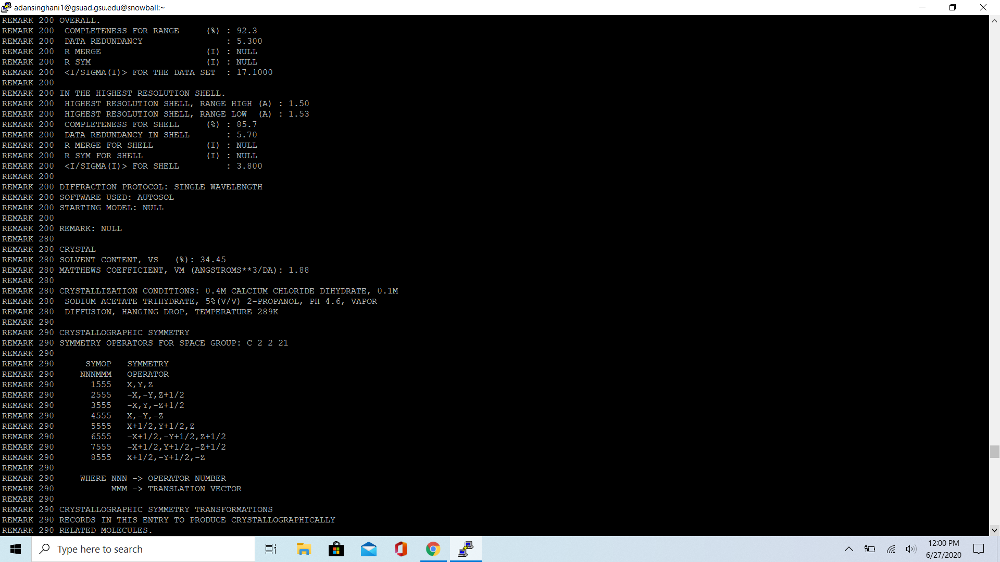 adansinghani1@gsuad.gsu.edu@snowball:~
REMARK 200 OVERALL.
REMARK 200  COMPLETENESS FOR RANGE     (%) : 92.3
REMARK 200  DATA REDUNDANCY                : 5.300
REMARK 200  R MERGE                    (I) : NULL
REMARK 200  R SYM                      (I) : NULL
REMARK 200  <I/SIGMA(I)> FOR THE DATA SET  : 17.1000
REMARK 200
REMARK 200 IN THE HIGHEST RESOLUTION SHELL.
REMARK 200  HIGHEST RESOLUTION SHELL, RANGE HIGH (A) : 1.50
REMARK 200  HIGHEST RESOLUTION SHELL, RANGE LOW  (A) : 1.53
REMARK 200  COMPLETENESS FOR SHELL     (%) : 85.7
REMARK 200  DATA REDUNDANCY IN SHELL       : 5.70
REMARK 200  R MERGE FOR SHELL          (I) : NULL
REMARK 200  R SYM FOR SHELL            (I) : NULL
REMARK 200  <I/SIGMA(I)> FOR SHELL         : 3.800
REMARK 200
REMARK 200 DIFFRACTION PROTOCOL: SINGLE WAVELENGTH
REMARK 200 SOFTWARE USED: AUTOSOL
REMARK 200 STARTING MODEL: NULL
REMARK 200
REMARK 200 REMARK: NULL
REMARK 280
REMARK 280 CRYSTAL
REMARK 280 SOLVENT CONTENT, VS   (%): 34.45
REMARK 280 MATTHEWS COEFFICIENT, VM (ANGSTROMS**3/DA): 1.88
REMARK 280
REMARK 280 CRYSTALLIZATION CONDITIONS: 0.4M CALCIUM CHLORIDE DIHYDRATE, 0.1M
REMARK 280  SODIUM ACETATE TRIHYDRATE, 5%(V/V) 2-PROPANOL, PH 4.6, VAPOR
REMARK 280  DIFFUSION, HANGING DROP, TEMPERATURE 289K
REMARK 290
REMARK 290 CRYSTALLOGRAPHIC SYMMETRY
REMARK 290 SYMMETRY OPERATORS FOR SPACE GROUP: C 2 2 21
REMARK 290
REMARK 290      SYMOP   SYMMETRY
REMARK 290     NNNMMM   OPERATOR
REMARK 290       1555   X,Y,Z
REMARK 290       2555   -X,-Y,Z+1/2
REMARK 290       3555   -X,Y,-Z+1/2
REMARK 290       4555   X,-Y,-Z
REMARK 290       5555   X+1/2,Y+1/2,Z
REMARK 290       6555   -X+1/2,-Y+1/2,Z+1/2
REMARK 290       7555   -X+1/2,Y+1/2,-Z+1/2
REMARK 290       8555   X+1/2,-Y+1/2,-Z
REMARK 290
REMARK 290     WHERE NNN -> OPERATOR NUMBER
REMARK 290           MMM -> TRANSLATION VECTOR
REMARK 290
REMARK 290 CRYSTALLOGRAPHIC SYMMETRY TRANSFORMATIONS
REMARK 290 RECORDS IN THIS ENTRY TO PRODUCE CRYSTALLOGRAPHICALLY
REMARK 290 RELATED MOLECULES.
Type here to search
12:00 PM
6/27/2020